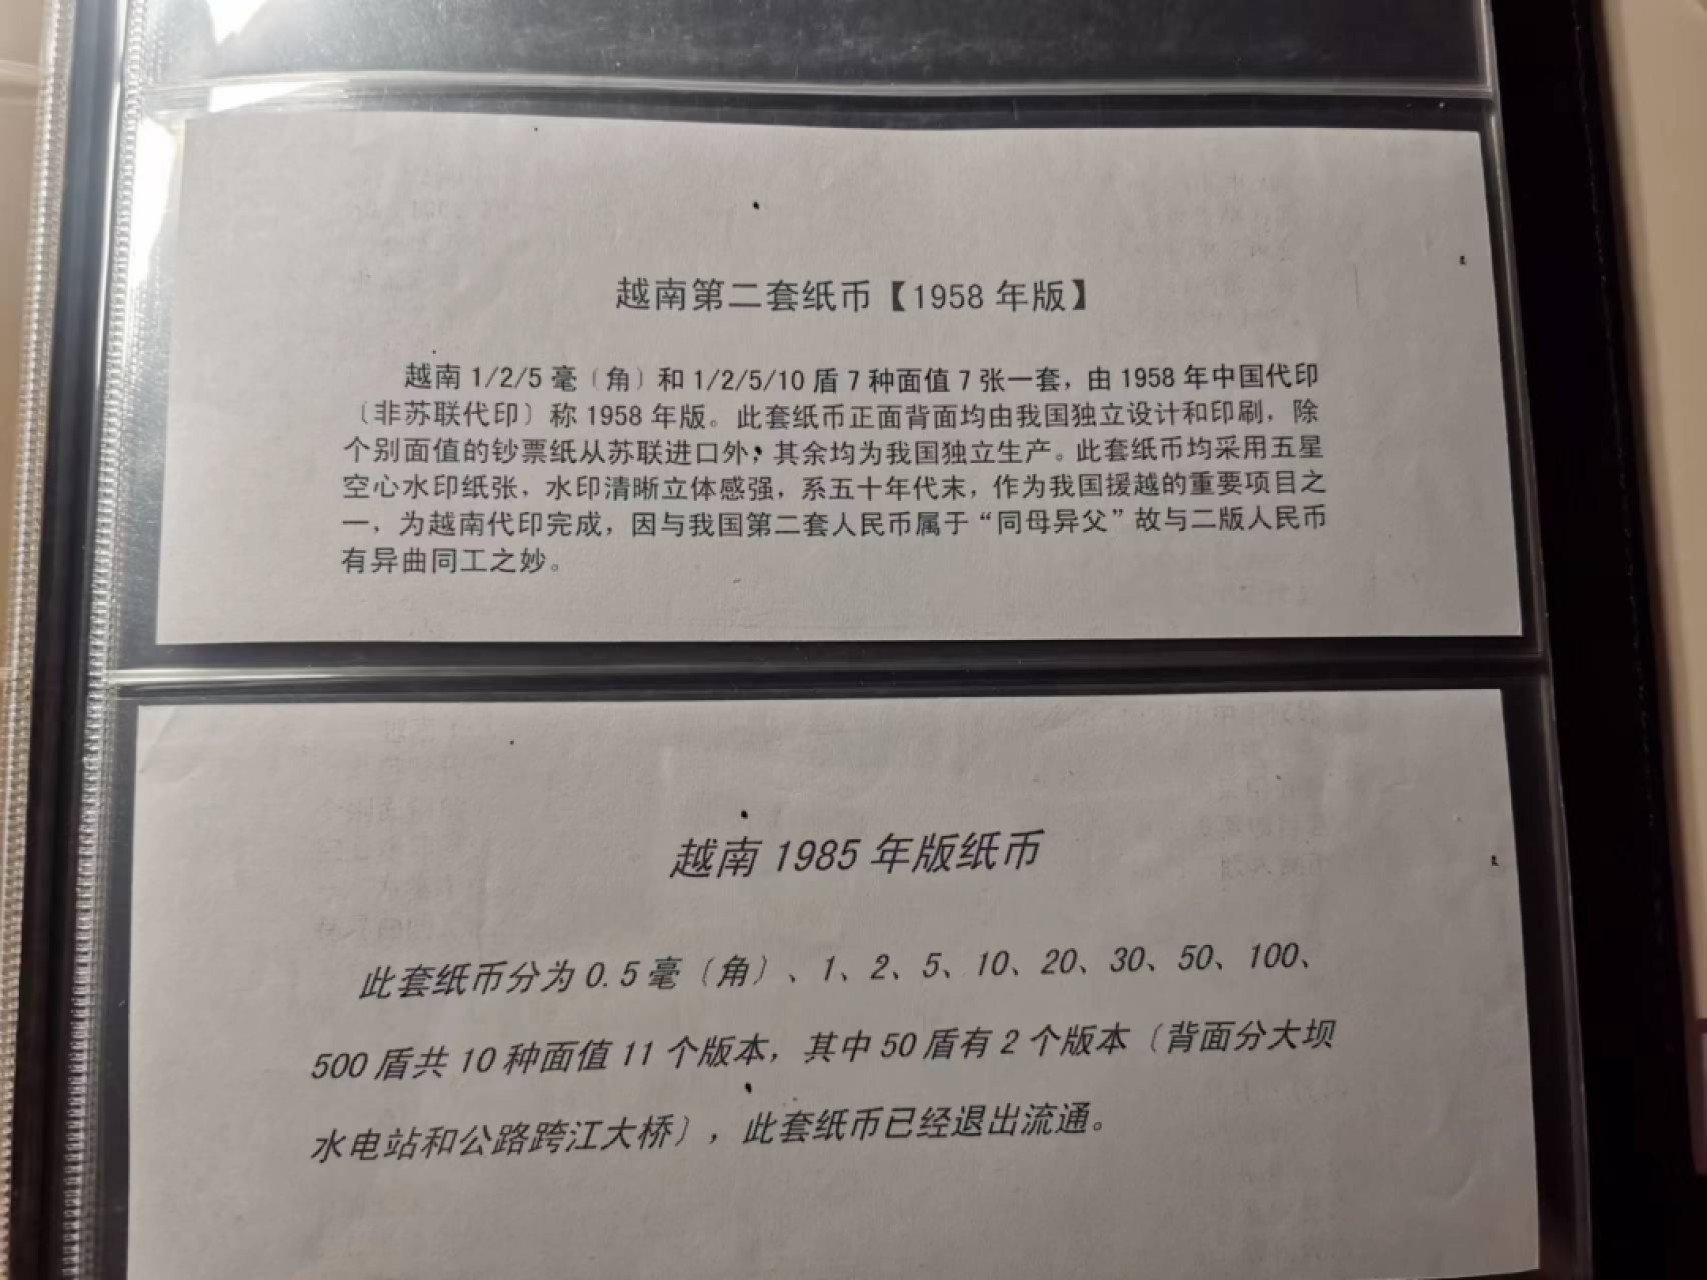 越南第二套纸币【1958 年版】
越南 1/2/5 毫〔角〕和 1/2/5/10 盾 7 种面值 7 张一套，由 1958 年中国代印
〔非苏联代印〕称 1958 年版。此套纸币正面背面均由我国独立设计和印刷，除
个别面值的钞票纸从苏联进口外，其余均为我国独立生产。此套纸币均采用五星
空心水印纸张，水印清晰立体感强，系五十年代末，作为我国援越的重要项目之
一，为越南代印完成，因与我国第二套人民币属于“同母异父”故与二版人民币
有异曲同工之妙。
越南 1985 年版纸币
此套纸币分为 0.5 毫〔角〕、1、2、5、10、20、30、50、100、
500 盾共 10 种面值 11 个版本，其中 50 盾有 2 个版本〔背面分大坝
水电站和公路跨江大桥〕，此套纸币已经退出流通。